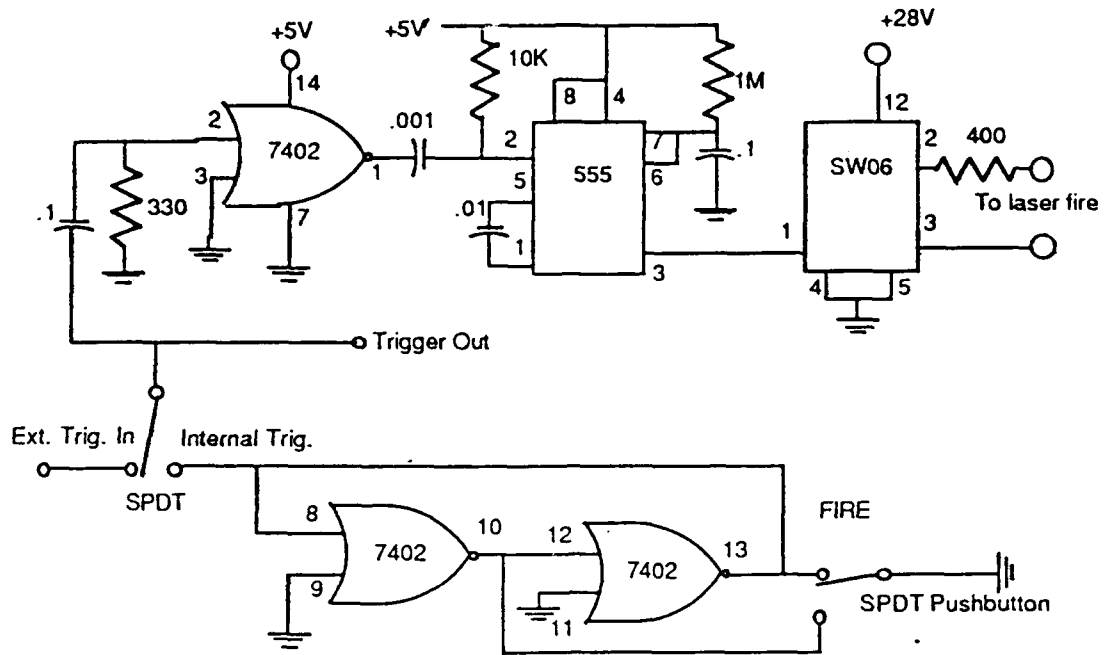 +5V
+5V
+28V
14
10K
1M
8
4
12
2
.001
2
7
2
400
7402
3
1
5
555
6
.1
SW06
.1
330
7
.01
1
3
1
3
To laser fire
4
5
Trigger Out
Ext. Trig. In
Internal Trig.
SPDT
8
10
12
13
FIRE
7402
7402
9
11
SPDT Pushbutton